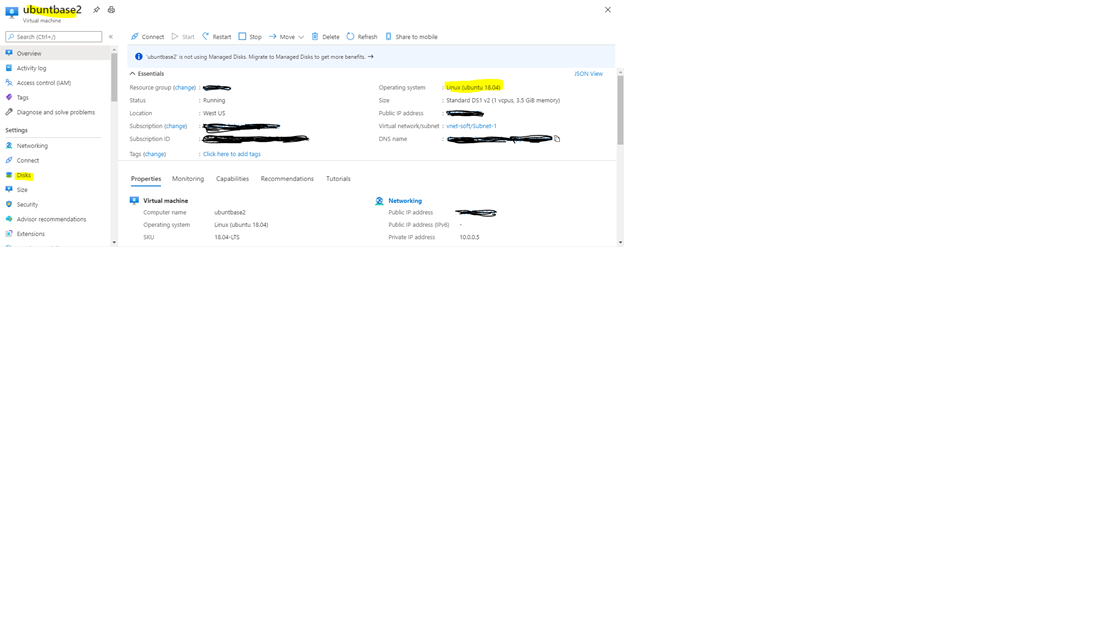 ubuntbase2
Virtual machine
Search (Ctrl+/)
«
Connect Start Restart Stop Move Delete Refresh Share to mobile
Overview
Activity log
Access control (IAM)
Tags
Diagnose and solve problems
Settings
Networking
Connect
Disks
Size
Security
Advisor recommendations
Extensions
'ubuntbase2' is not using Managed Disks. Migrate to Managed Disks to get more benefits. →
Essentials JSON View
Resource group (change) :
Status : Running
Location : West US
Subscription (change) :
Subscription ID :
Tags (change) : Click here to add tags
Operating system : Linux (ubuntu 18.04)
Size : Standard DS1 v2 (1 vcpus, 3.5 GiB memory)
Public IP address :
Virtual network/subnet : vnet-soft/Subnet-1
DNS name :
Properties Monitoring Capabilities Recommendations Tutorials
Virtual machine
Computer name ubuntbase2
Operating system Linux (ubuntu 18.04)
SKU 18.04-LTS
Networking
Public IP address
Public IP address (IPv6) -
Private IP address 10.0.0.5